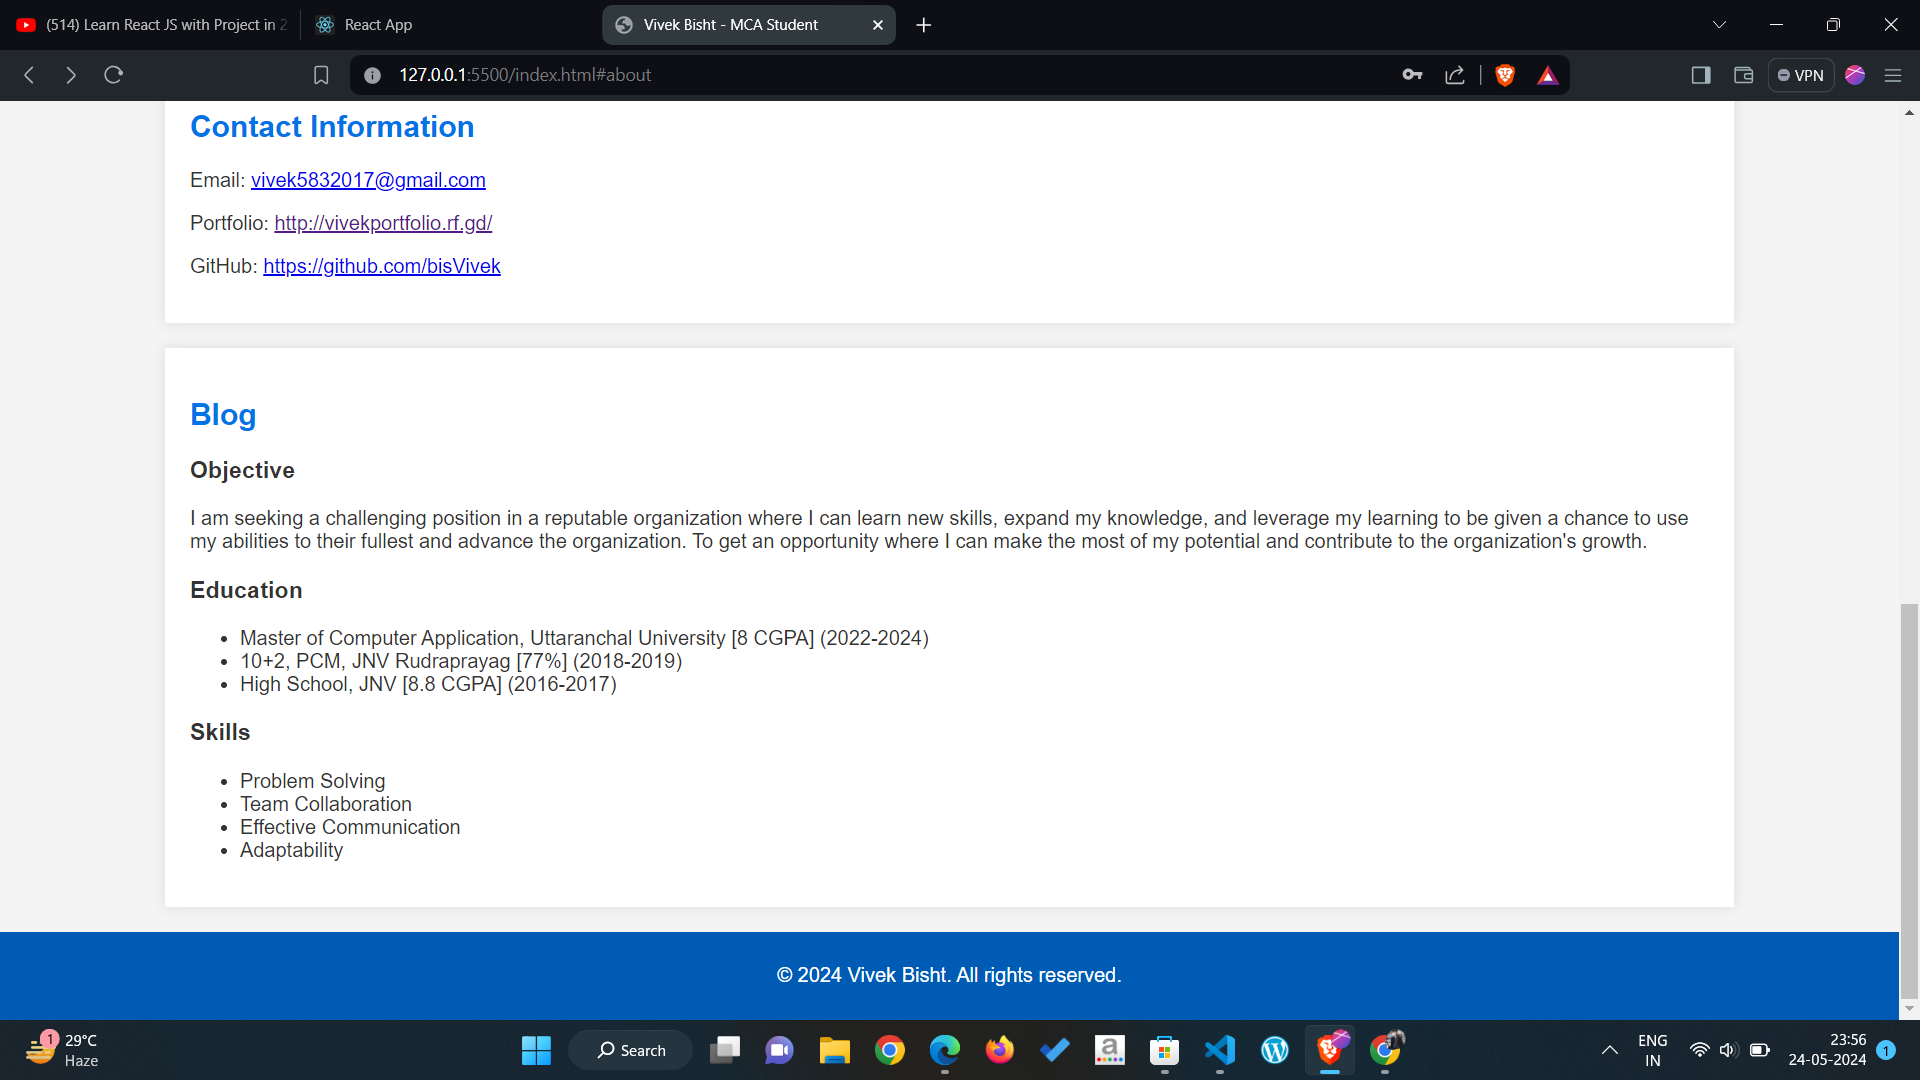 (514) Learn React JS with Project in 2
React App
Vivek Bisht - MCA Student
127.0.0.1:5500/index.html#about
VPN
Contact Information
Email: vivek5832017@gmail.com
Portfolio: http://vivekportfolio.rf.gd/
GitHub: https://github.com/bisVivek
Blog
Objective
I am seeking a challenging position in a reputable organization where I can learn new skills, expand my knowledge, and leverage my learning to be given a chance to use
my abilities to their fullest and advance the organization. To get an opportunity where I can make the most of my potential and contribute to the organization's growth.
Education
• Master of Computer Application, Uttaranchal University [8 CGPA] (2022-2024)
• 10+2, PCM, JNV Rudraprayag [77%] (2018-2019)
• High School, JNV [8.8 CGPA] (2016-2017)
Skills
• Problem Solving
• Team Collaboration
• Effective Communication
• Adaptability
© 2024 Vivek Bisht. All rights reserved.
1
29°C
Haze
Search
a
ENG
IN
23:56
24-05-2024
1